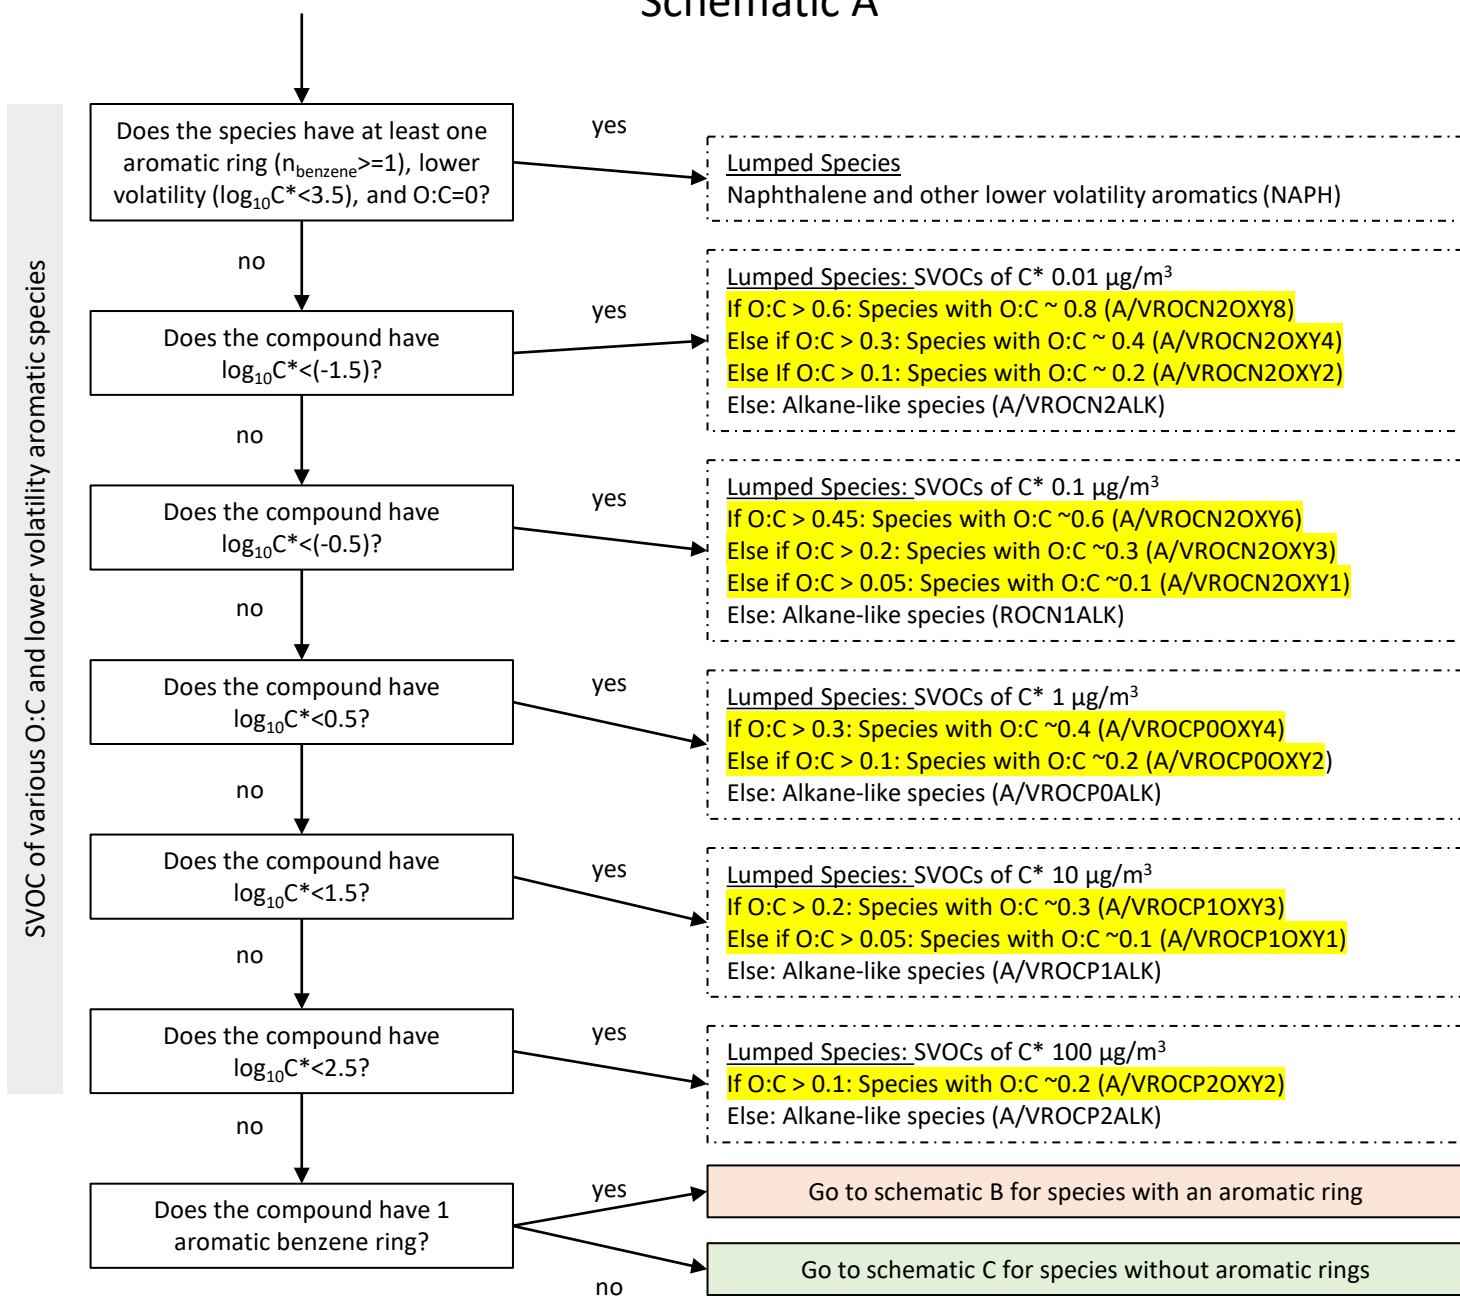 Schematic A
SVOC of various O:C and lower volatility aromatic species
Does the species have at least one
aromatic ring (n_benzene>=1), lower
volatility (log₁₀C*<3.5), and O:C=0?
yes
Lumped Species
Naphthalene and other lower volatility aromatics (NAPH)
no
Does the compound have
log₁₀C*<(-1.5)?
yes
Lumped Species: SVOCs of C* 0.01 µg/m³
If O:C > 0.6: Species with O:C ~ 0.8 (A/VROCN2OXY8)
Else if O:C > 0.3: Species with O:C ~ 0.4 (A/VROCN2OXY4)
Else If O:C > 0.1: Species with O:C ~ 0.2 (A/VROCN2OXY2)
Else: Alkane-like species (A/VROCN2ALK)
no
Does the compound have
log₁₀C*<(-0.5)?
yes
Lumped Species: SVOCs of C* 0.1 µg/m³
If O:C > 0.45: Species with O:C ~0.6 (A/VROCN2OXY6)
Else if O:C > 0.2: Species with O:C ~0.3 (A/VROCN2OXY3)
Else if O:C > 0.05: Species with O:C ~0.1 (A/VROCN2OXY1)
Else: Alkane-like species (ROCN1ALK)
no
Does the compound have
log₁₀C*<0.5?
yes
Lumped Species: SVOCs of C* 1 µg/m³
If O:C > 0.3: Species with O:C ~0.4 (A/VROCP0OXY4)
Else if O:C > 0.1: Species with O:C ~0.2 (A/VROCP0OXY2)
Else: Alkane-like species (A/VROCP0ALK)
no
Does the compound have
log₁₀C*<1.5?
yes
Lumped Species: SVOCs of C* 10 µg/m³
If O:C > 0.2: Species with O:C ~0.3 (A/VROCP1OXY3)
Else if O:C > 0.05: Species with O:C ~0.1 (A/VROCP1OXY1)
Else: Alkane-like species (A/VROCP1ALK)
no
Does the compound have
log₁₀C*<2.5?
yes
Lumped Species: SVOCs of C* 100 µg/m³
If O:C > 0.1: Species with O:C ~0.2 (A/VROCP2OXY2)
Else: Alkane-like species (A/VROCP2ALK)
no
Does the compound have 1
aromatic benzene ring?
yes
Go to schematic B for species with an aromatic ring
no
Go to schematic C for species without aromatic rings